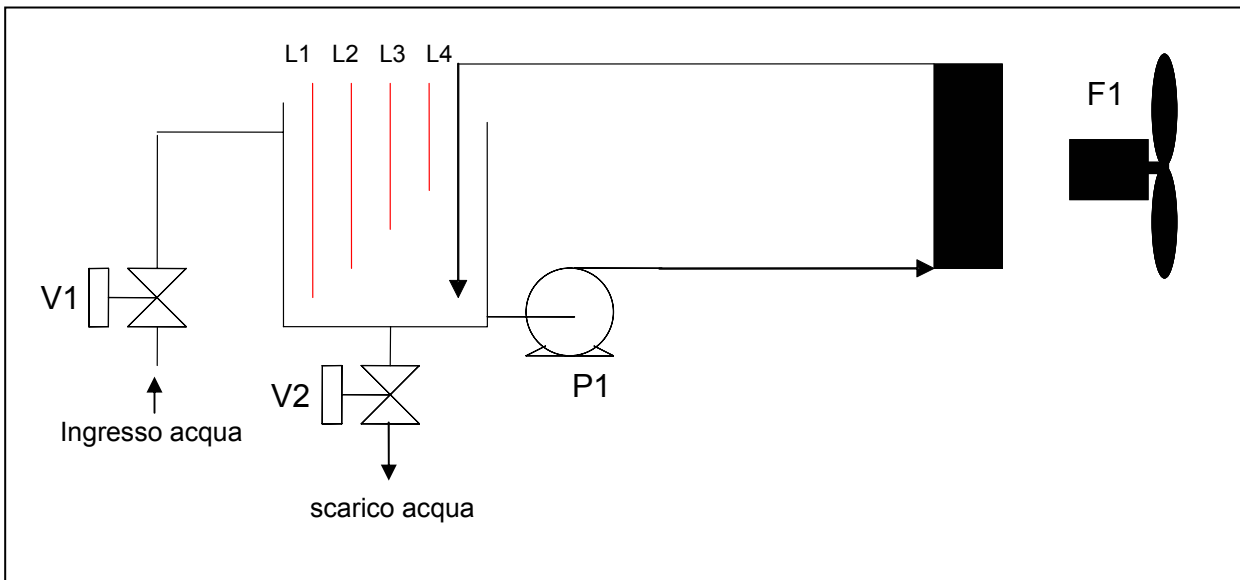 L1 L2 L3 L4
F1
V1
V2
P1
Ingresso acqua
scarico acqua